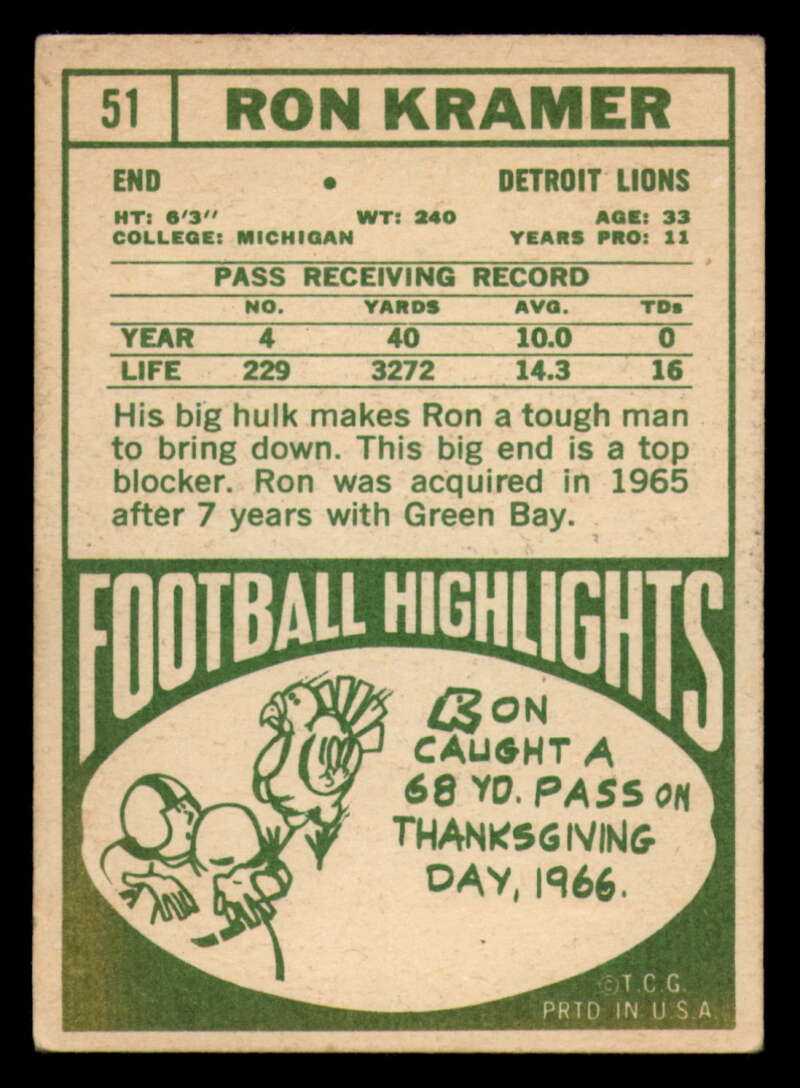 51 RON KRAMER
END • DETROIT LIONS
HT: 6'3" WT: 240 AGE: 33
COLLEGE: MICHIGAN YEARS PRO: 11
PASS RECEIVING RECORD
NO. YARDS AVG. TDs
YEAR 4 40 10.0 0
LIFE 229 3272 14.3 16
His big hulk makes Ron a tough man
to bring down. This big end is a top
blocker. Ron was acquired in 1965
after 7 years with Green Bay.
FOOTBALL HIGHLIGHTS
RON
CAUGHT A
68 YD. PASS ON
THANKSGIVING
DAY, 1966.
©T.C.G.
PRTD IN U.S.A.